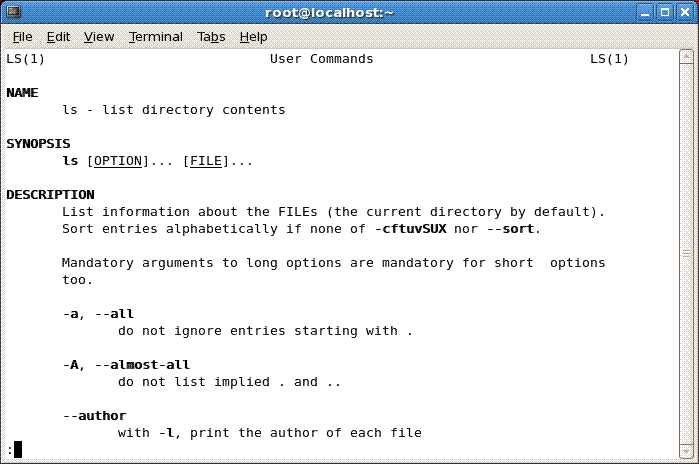 root@localhost:~
File Edit View Terminal Tabs Help
LS(1) User Commands LS(1)
NAME
ls - list directory contents
SYNOPSIS
ls [OPTION]... [FILE]...
DESCRIPTION
List information about the FILEs (the current directory by default).
Sort entries alphabetically if none of -cftuvSUX nor --sort.
Mandatory arguments to long options are mandatory for short  options
too.
-a, --all
do not ignore entries starting with .
-A, --almost-all
do not list implied . and ..
--author
with -l, print the author of each file
: